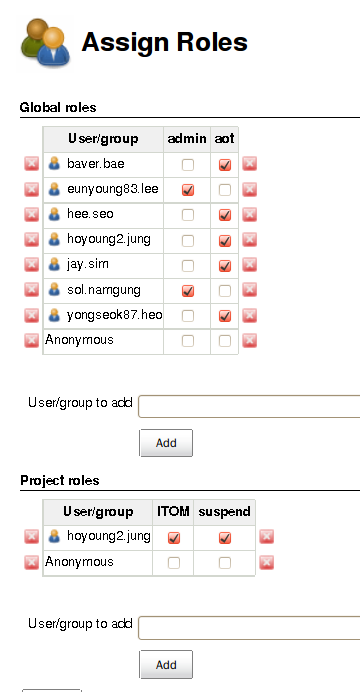 Assign Roles
Global roles
User/group admin aot
baver.bae
eunyoung83.lee
hee.seo
hoyoung2.jung
jay.sim
sol.namgung
yongseok87.heo
Anonymous
User/group to add
Add
Project roles
User/group ITOM suspend
hoyoung2.jung
Anonymous
User/group to add
Add